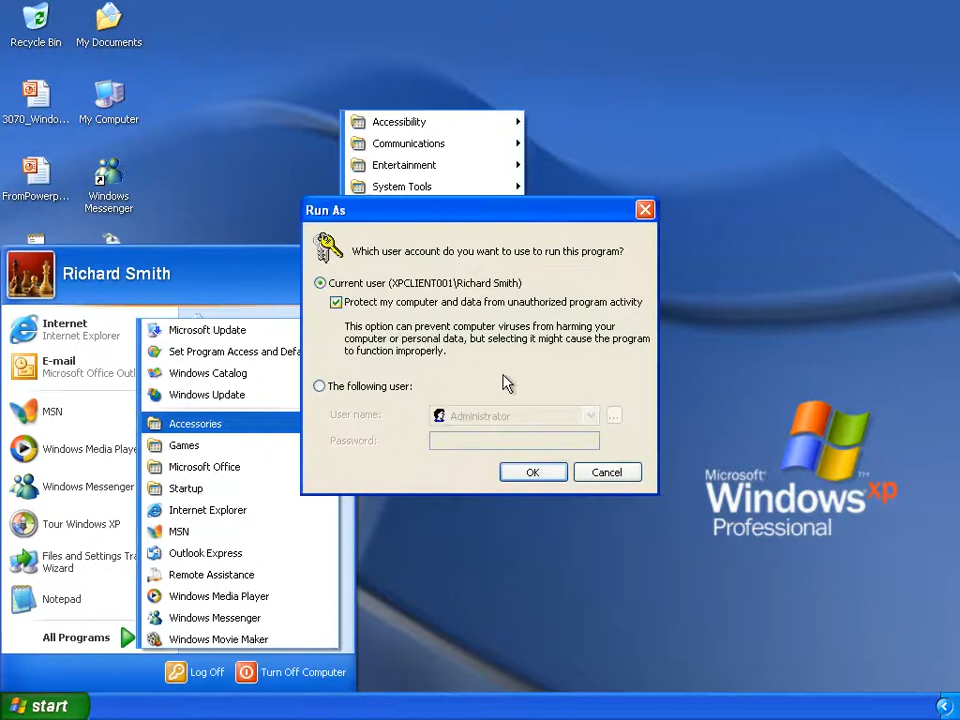 Recycle Bin
My Documents
3070_Windo...
My Computer
FromPowerp...
Windows
Messenger
Accessibility
Communications
Entertainment
System Tools
Run As
Which user account do you want to use to run this program?
Current user (XPCLIENT001\Richard Smith)
Protect my computer and data from unauthorized program activity
This option can prevent computer viruses from harming your
computer or personal data, but selecting it might cause the program
to function improperly.
The following user:
User name:
Administrator
...
Password:
OK
Cancel
Richard Smith
Internet
Internet Explorer
E-mail
Microsoft Office Outl
MSN
Windows Media Playe
Windows Messenger
Tour Windows XP
Files and Settings Tra
Wizard
Notepad
All Programs
Microsoft Update
Set Program Access and Defa
Windows Catalog
Windows Update
Accessories
Games
Microsoft Office
Startup
Internet Explorer
MSN
Outlook Express
Remote Assistance
Windows Media Player
Windows Messenger
Windows Movie Maker
Log Off
Turn Off Computer
Microsoft
Windows xp
Professional
start